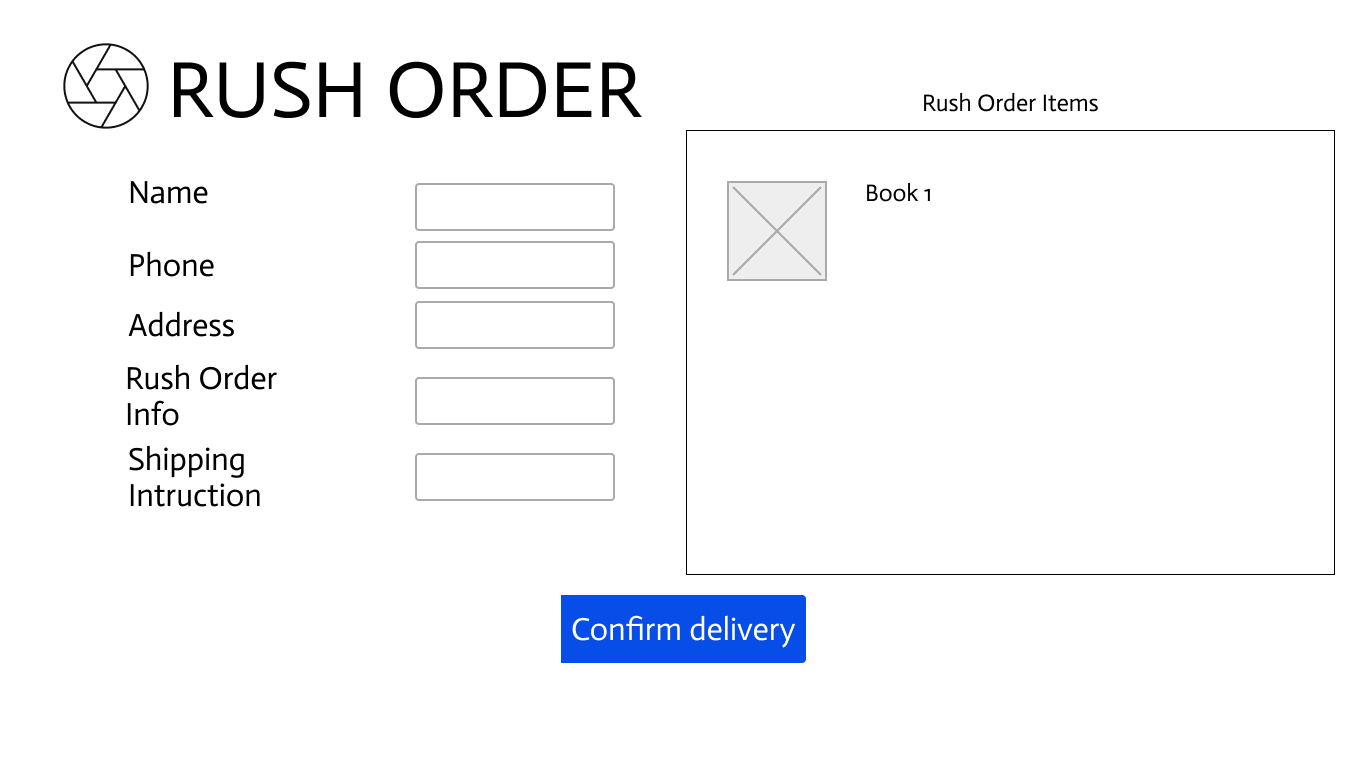 RUSH ORDER
Rush Order Items
Name
Phone
Address
Rush Order
Info
Shipping
Intruction
Book 1
Confirm delivery